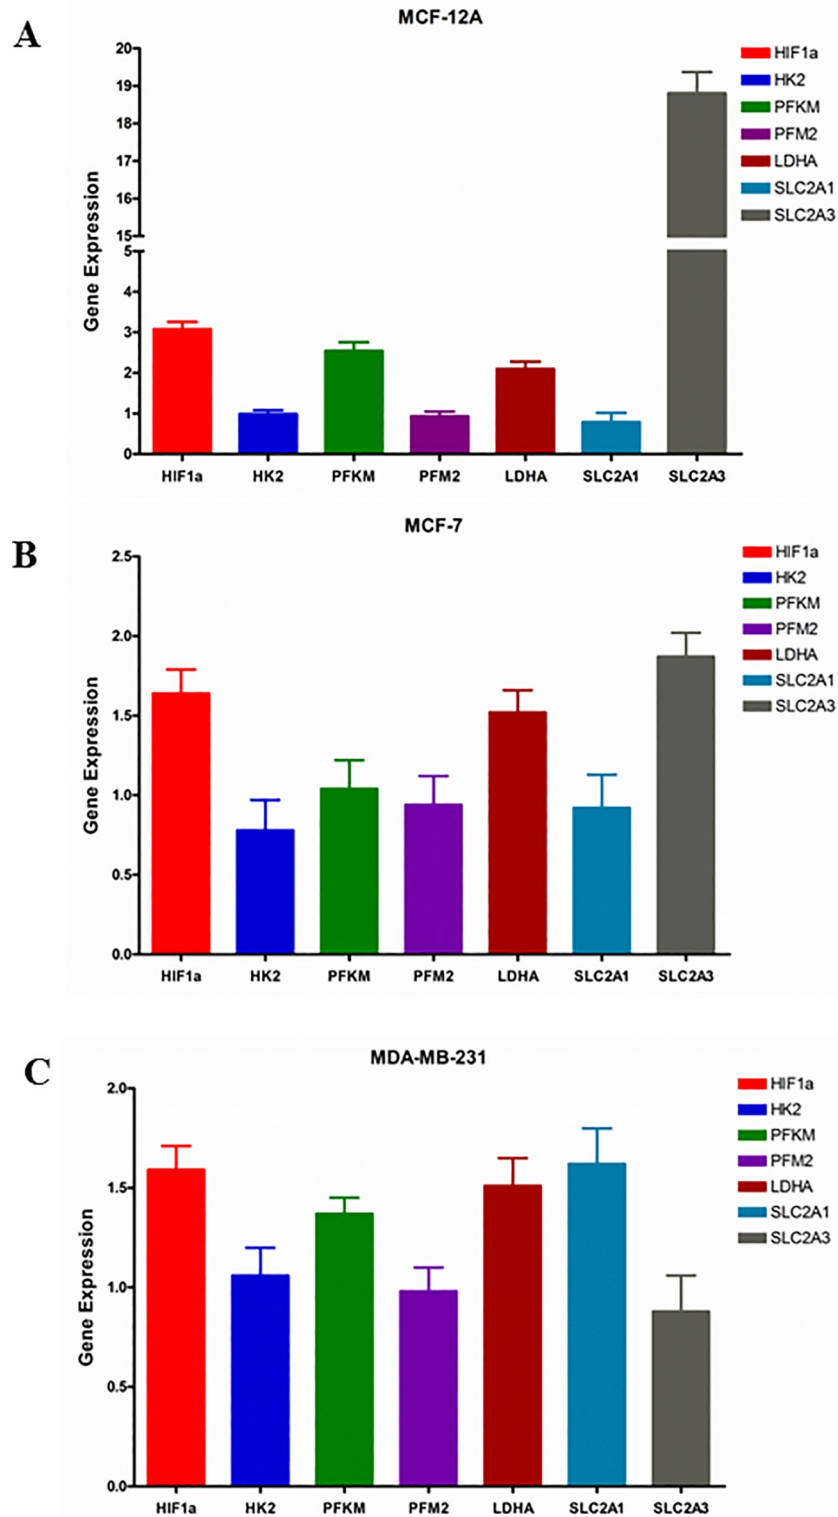 A
MCF-12A
20
19
18
17
16
15
5
4
3
2
1
0
Gene Expression
HIF1a
HK2
PFKM
PFM2
LDHA
SLC2A1
SLC2A3
HIF1a HK2 PFKM PFM2 LDHA SLC2A1 SLC2A3
B
MCF-7
2.5
2.0
1.5
1.0
0.5
0.0
Gene Expression
HIF1a
HK2
PFKM
PFM2
LDHA
SLC2A1
SLC2A3
HIF1a HK2 PFKM PFM2 LDHA SLC2A1 SLC2A3
C
MDA-MB-231
2.0
1.5
1.0
0.5
0.0
Gene Expression
HIF1a
HK2
PFKM
PFM2
LDHA
SLC2A1
SLC2A3
HIF1a HK2 PFKM PFM2 LDHA SLC2A1 SLC2A3